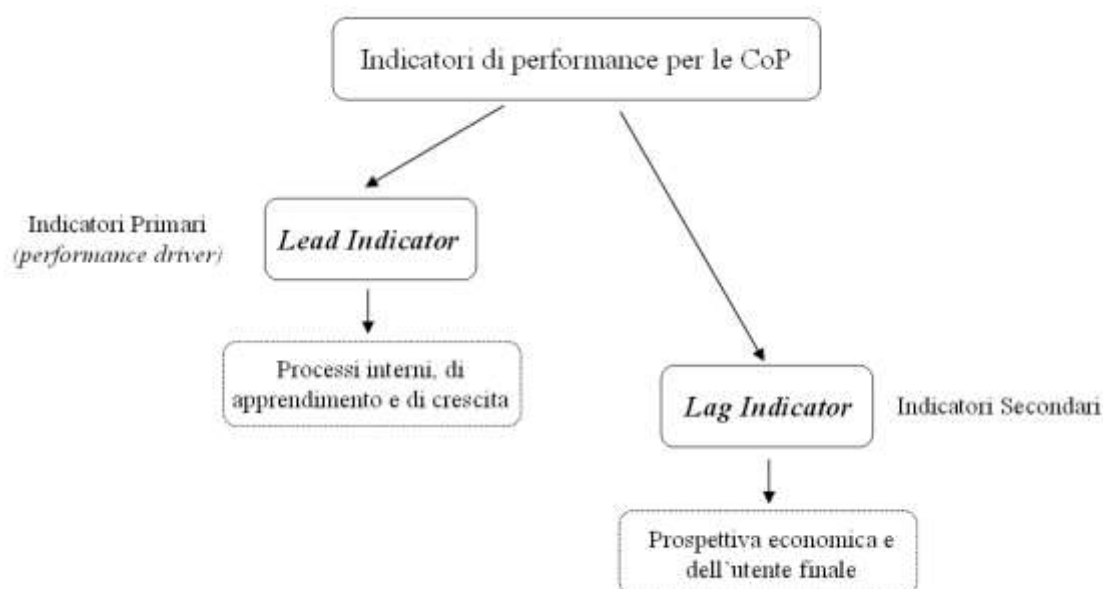 Indicatori di performance per le CoP
Indicatori Primari
(performance driver)
Lead Indicator
Processi interni, di
apprendimento e di crescita
Lag Indicator
Indicatori Secondari
Prospettiva economica e
dell'utente finale